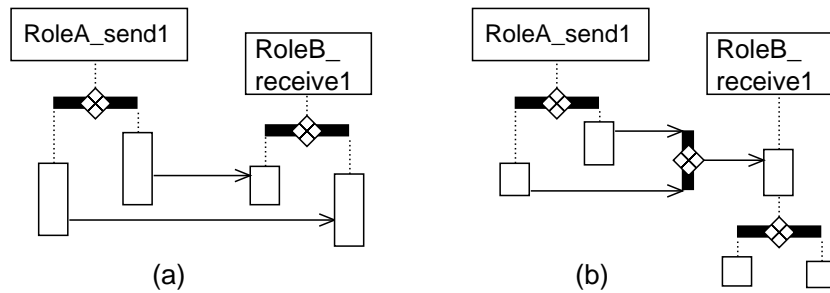 RoleA_send1
RoleB_
receive1
(a)
RoleA_send1
RoleB_
receive1
(b)